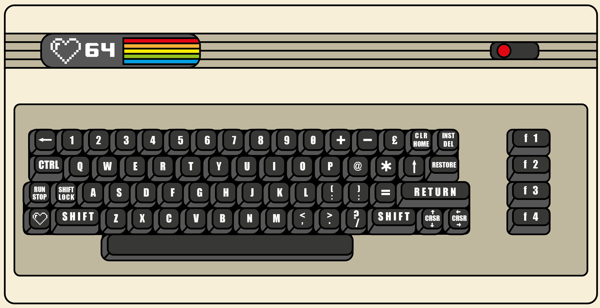 64
← 1 2 3 4 5 6 7 8 9 0 + - £ CLR HOME INST DEL f 1
CTRL Q W E R T Y U I O P @ * ↑ RESTORE f 2
RUN STOP SHIFT LOCK A S D F G H J K L [ : ] ; = RETURN f 3
SHIFT Z X C V B N M < , > . ? / SHIFT ↑ CRSR ↓ ← CRSR → f 4